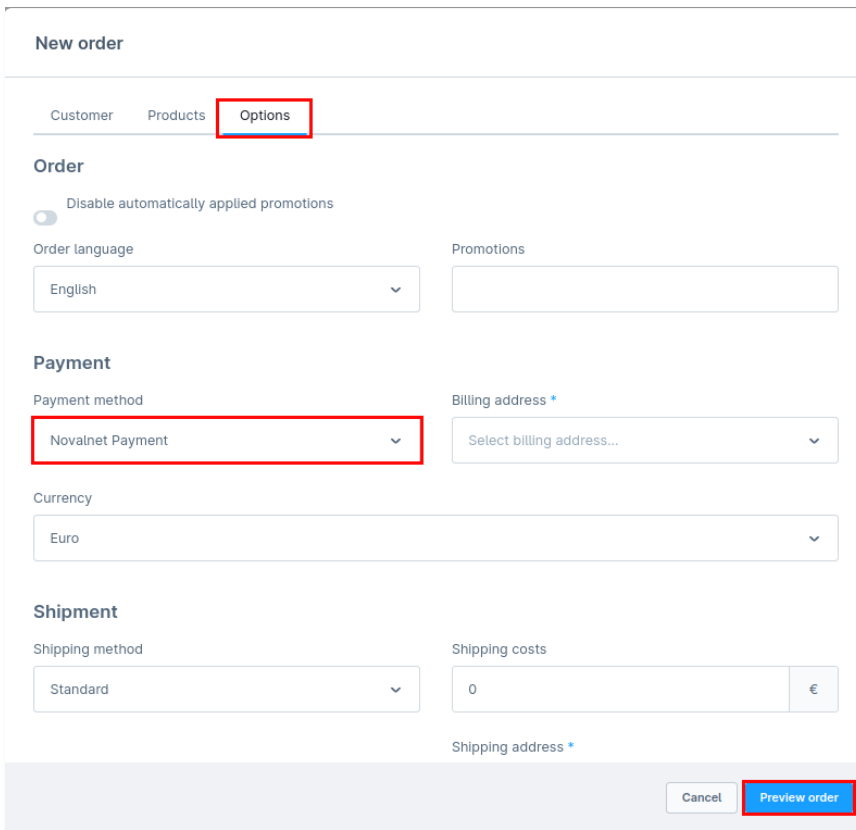 New order
Customer Products Options
Order
Disable automatically applied promotions
Order language Promotions
English
Payment
Payment method Billing address *
Novalnet Payment Select billing address...
Currency
Euro
Shipment
Shipping method Shipping costs
Standard 0 €
Shipping address *
Cancel Preview order